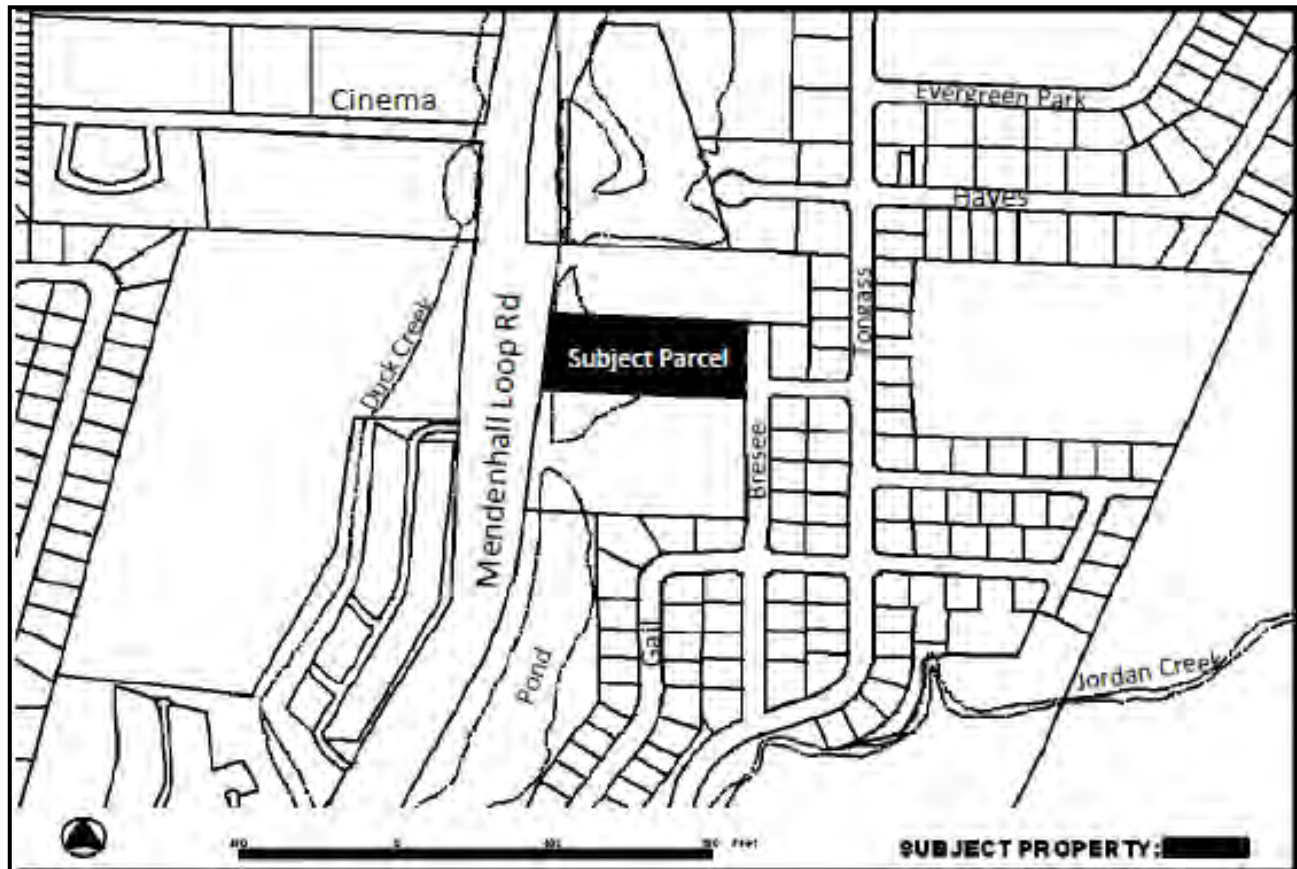 Cinema
Evergreen Park
Hayes
Duck Creek
Mendenhall Loop Rd
Tongass
Subject Parcel
Bresee
Gail
Pond
Jordan Creek
SUBJECT PROPERTY: